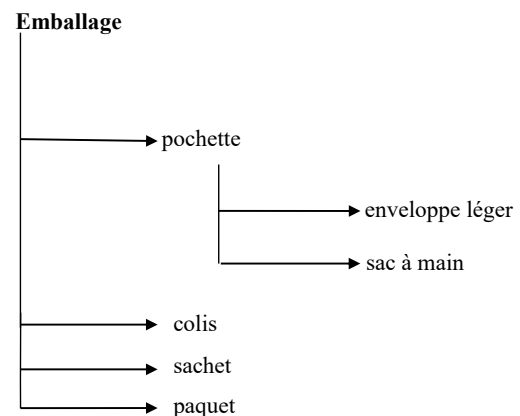 Emballage
pochette
enveloppe léger
sac à main
colis
sachet
paquet